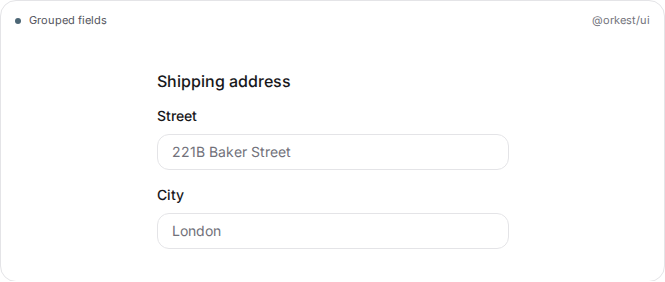 Grouped fields
@orkest/ui
Shipping address
Street
221B Baker Street
City
London